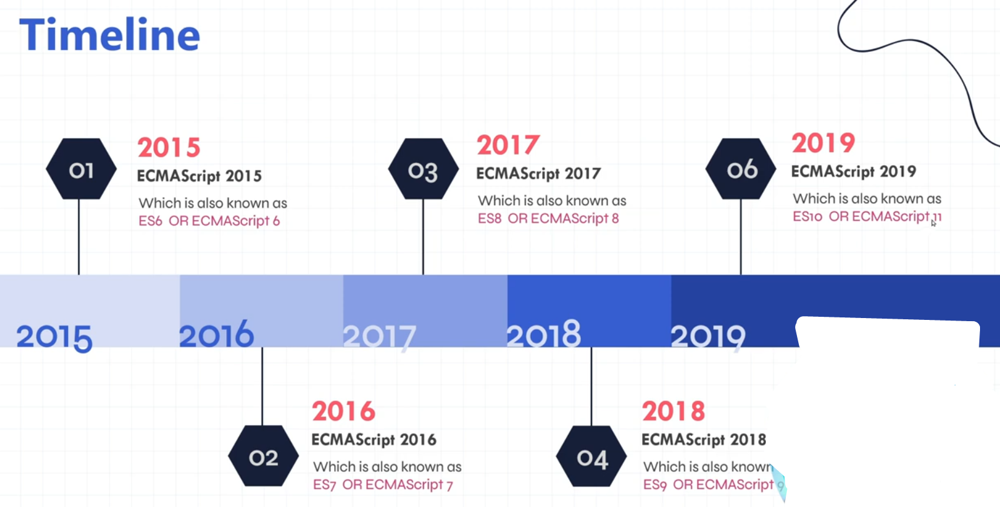 Timeline
01
2015
ECMAScript 2015
Which is also known as
ES6 OR ECMAScript 6
03
2017
ECMAScript 2017
Which is also known as
ES8 OR ECMAScript 8
06
2019
ECMAScript 2019
Which is also known as
ES10 OR ECMAScript 11
2015
2016
2017
2018
2019
02
2016
ECMAScript 2016
Which is also known as
ES7 OR ECMAScript 7
04
2018
ECMAScript 2018
Which is also known
ES9 OR ECMAScript 9